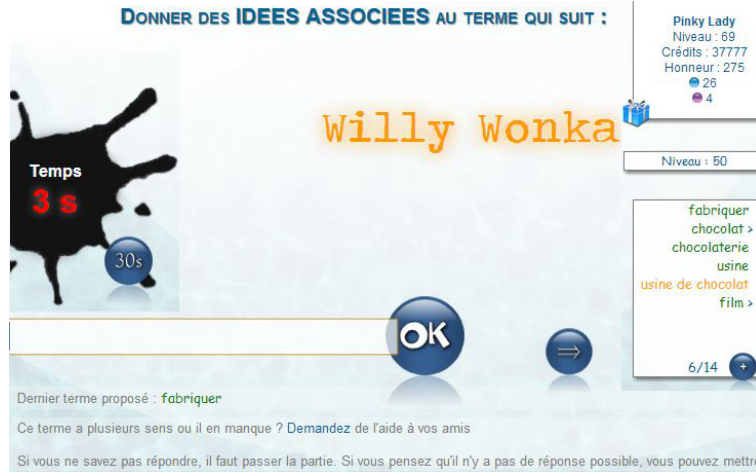 DONNER DES IDEES ASSOCIEES AU TERME QUI SUIT :
Pinky Lady
Niveau : 69
Crédits : 37777
Honneur : 275
26
4
Willy Wonka
Niveau : 50
Temps
3 s
30s
fabriquer
chocolat >
chocolaterie
usine
usine de chocolat
film >
6/14 +
OK
⇒
Dernier terme proposé : fabriquer
Ce terme a plusieurs sens ou il en manque ? Demandez de l'aide à vos amis
Si vous ne savez pas répondre, il faut passer la partie. Si vous pensez qu'il n'y a pas de réponse possible, vous pouvez mettr